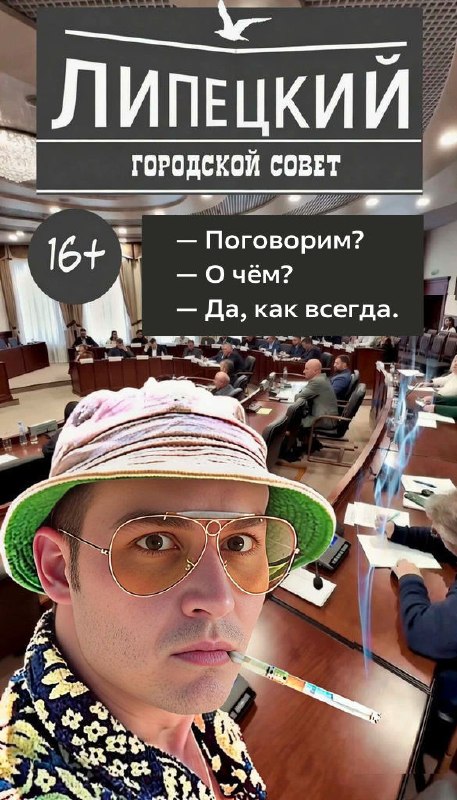 ЛИПЕЦКИЙ
ГОРОДСКОЙ СОВЕТ
16+
— Поговорим?
— О чём?
— Да, как всегда.